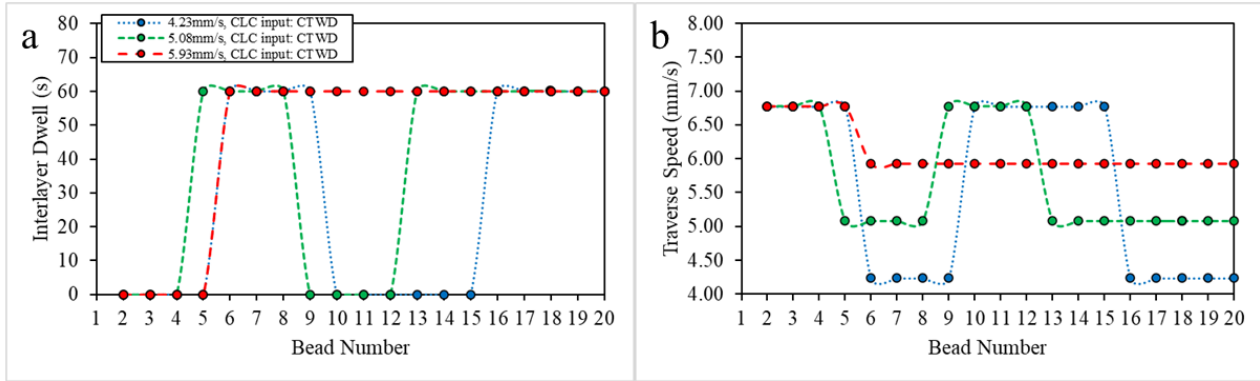 a
4.23mm/s, CLC input: CTWD
5.08mm/s, CLC input: CTWD
5.93mm/s, CLC input: CTWD
Interlayer Dwell (s)
80
70
60
50
40
30
20
10
0
1 2 3 4 5 6 7 8 9 10 11 12 13 14 15 16 17 18 19 20
Bead Number
b
Traverse Speed (mm/s)
8.00
7.50
7.00
6.50
6.00
5.50
5.00
4.50
4.00
1 2 3 4 5 6 7 8 9 10 11 12 13 14 15 16 17 18 19 20
Bead Number